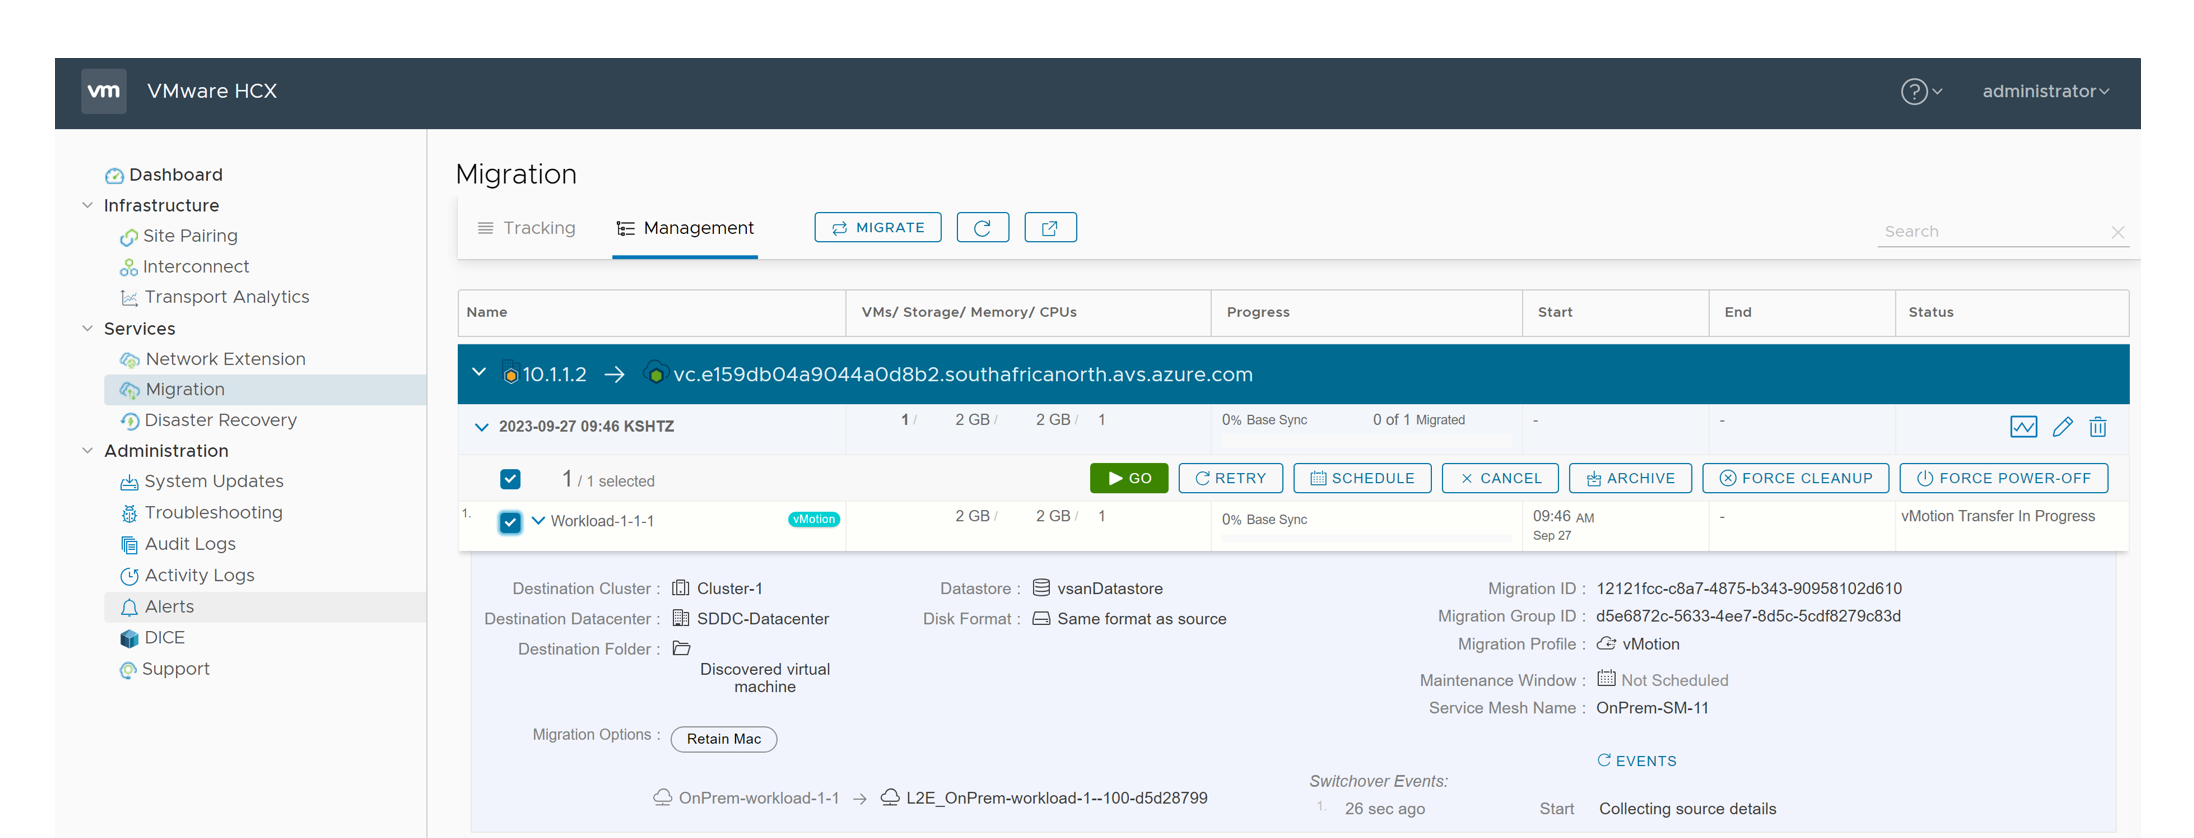 vm VMware HCX
? administrator
Dashboard
Infrastructure
Site Pairing
Interconnect
Transport Analytics
Services
Network Extension
Migration
Disaster Recovery
Administration
System Updates
Troubleshooting
Audit Logs
Activity Logs
Alerts
DICE
Support
Migration
Tracking Management MIGRATE Search
Name VMs/ Storage/ Memory/ CPUs Progress Start End Status
10.1.1.2 → vc.e159db04a9044a0d8b2.southafricanorth.avs.azure.com
2023-09-27 09:46 KSHTZ 1 / 2 GB / 2 GB / 1 0% Base Sync 0 of 1 Migrated - -
1 / 1 selected GO RETRY SCHEDULE CANCEL ARCHIVE FORCE CLEANUP FORCE POWER-OFF
1. Workload-1-1-1 vMotion 2 GB / 2 GB / 1 0% Base Sync 09:46 AM - vMotion Transfer In Progress
Sep 27
Destination Cluster : Cluster-1
Destination Datacenter : SDDC-Datacenter
Destination Folder :
Discovered virtual
machine
Datastore : vsanDatastore
Disk Format : Same format as source
Migration ID : 12121fcc-c8a7-4875-b343-90958102d610
Migration Group ID : d5e6872c-5633-4ee7-8d5c-5cdf8279c83d
Migration Profile : vMotion
Maintenance Window : Not Scheduled
Service Mesh Name : OnPrem-SM-11
Migration Options : Retain Mac
EVENTS
OnPrem-workload-1-1 → L2E_OnPrem-workload-1--100-d5d28799
Switchover Events:
1. 26 sec ago Start Collecting source details